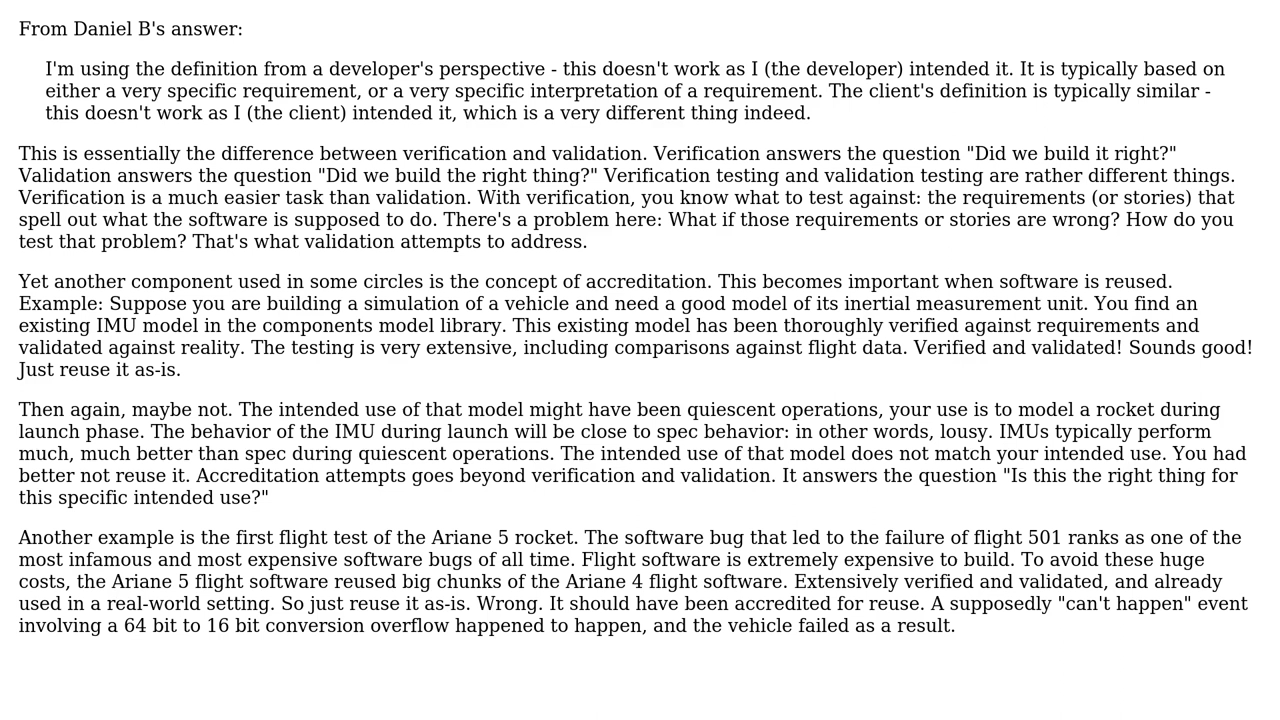 From Daniel B's answer:
I'm using the definition from a developer's perspective - this doesn't work as I (the developer) intended it. It is typically based on
either a very specific requirement, or a very specific interpretation of a requirement. The client's definition is typically similar -
this doesn't work as I (the client) intended it, which is a very different thing indeed.
This is essentially the difference between verification and validation. Verification answers the question "Did we build it right?"
Validation answers the question "Did we build the right thing?" Verification testing and validation testing are rather different things.
Verification is a much easier task than validation. With verification, you know what to test against: the requirements (or stories) that
spell out what the software is supposed to do. There's a problem here: What if those requirements or stories are wrong? How do you
test that problem? That's what validation attempts to address.
Yet another component used in some circles is the concept of accreditation. This becomes important when software is reused.
Example: Suppose you are building a simulation of a vehicle and need a good model of its inertial measurement unit. You find an
existing IMU model in the components model library. This existing model has been thoroughly verified against requirements and
validated against reality. The testing is very extensive, including comparisons against flight data. Verified and validated! Sounds good!
Just reuse it as-is.
Then again, maybe not. The intended use of that model might have been quiescent operations, your use is to model a rocket during
launch phase. The behavior of the IMU during launch will be close to spec behavior: in other words, lousy. IMUs typically perform
much, much better than spec during quiescent operations. The intended use of that model does not match your intended use. You had
better not reuse it. Accreditation attempts goes beyond verification and validation. It answers the question "Is this the right thing for
this specific intended use?"
Another example is the first flight test of the Ariane 5 rocket. The software bug that led to the failure of flight 501 ranks as one of the
most infamous and most expensive software bugs of all time. Flight software is extremely expensive to build. To avoid these huge
costs, the Ariane 5 flight software reused big chunks of the Ariane 4 flight software. Extensively verified and validated, and already
used in a real-world setting. So just reuse it as-is. Wrong. It should have been accredited for reuse. A supposedly "can't happen" event
involving a 64 bit to 16 bit conversion overflow happened to happen, and the vehicle failed as a result.